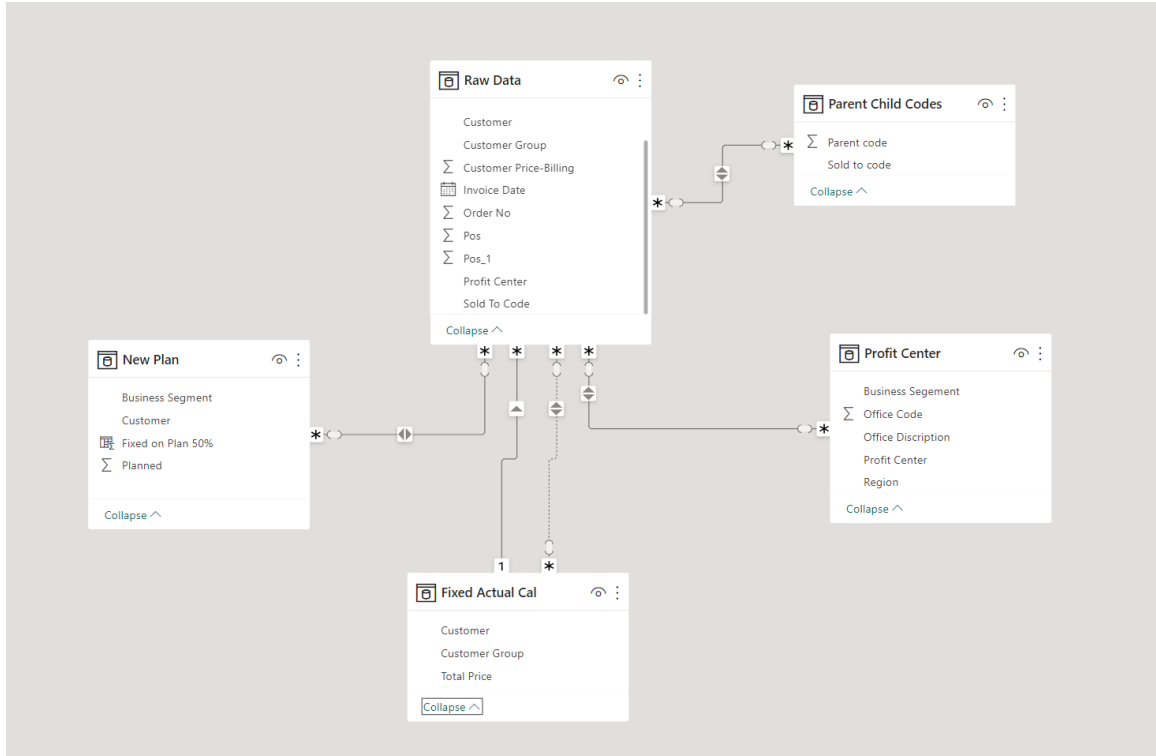 Raw Data
Customer
Customer Group
Customer Price-Billing
Invoice Date
Order No
Pos
Pos_1
Profit Center
Sold To Code
Collapse
Parent Child Codes
Parent code
Sold to code
Collapse
New Plan
Business Segment
Customer
Fixed on Plan 50%
Planned
Collapse
Profit Center
Business Segement
Office Code
Office Discription
Profit Center
Region
Collapse
*
*
*
*
*
*
*
*
1
*
Fixed Actual Cal
Customer
Customer Group
Total Price
Collapse